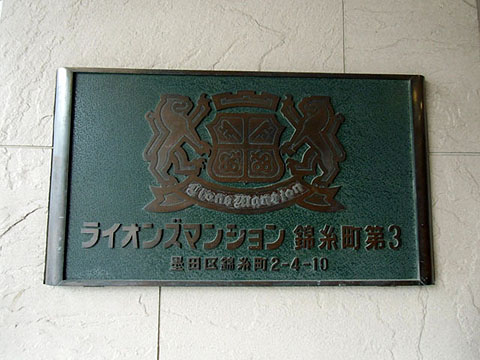 Lions Mansion
ライオンズマンション 錦糸町第3
墨田区錦糸町2-4-10